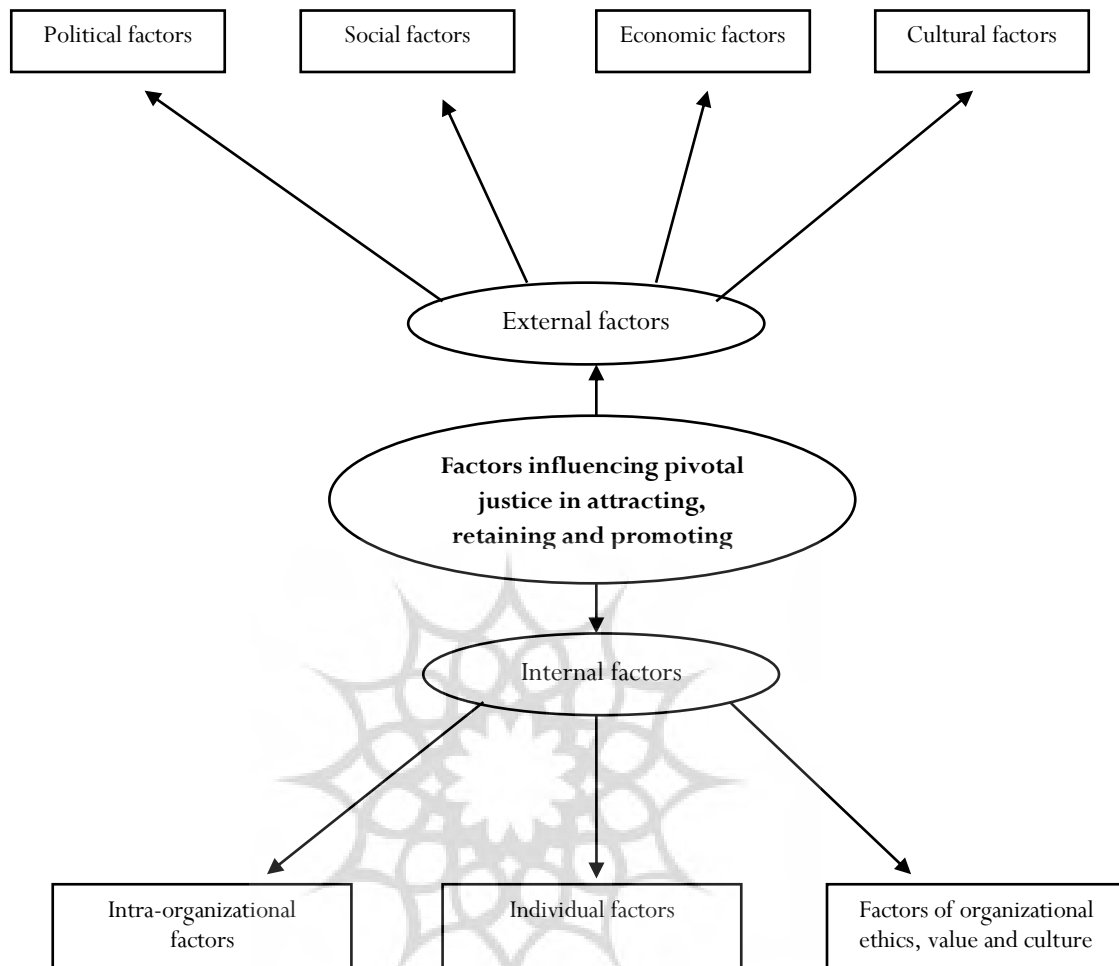 Political factors
Social factors
Economic factors
Cultural factors
External factors
Factors influencing pivotal
justice in attracting,
retaining and promoting
Internal factors
Intra-organizational
factors
Individual factors
Factors of organizational
ethics, value and culture